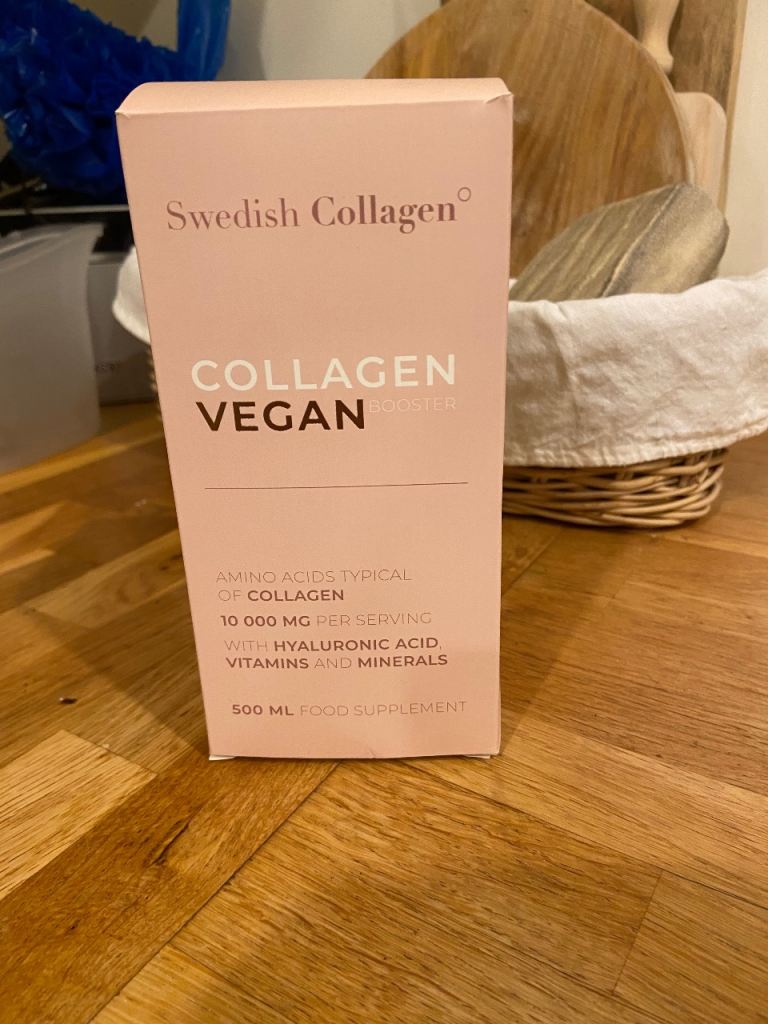 Swedish Collagen°
COLLAGEN
VEGAN BOOSTER
AMINO ACIDS TYPICAL
OF COLLAGEN
10 000 MG PER SERVING
WITH HYALURONIC ACID,
VITAMINS AND MINERALS
500 ML FOOD SUPPLEMENT